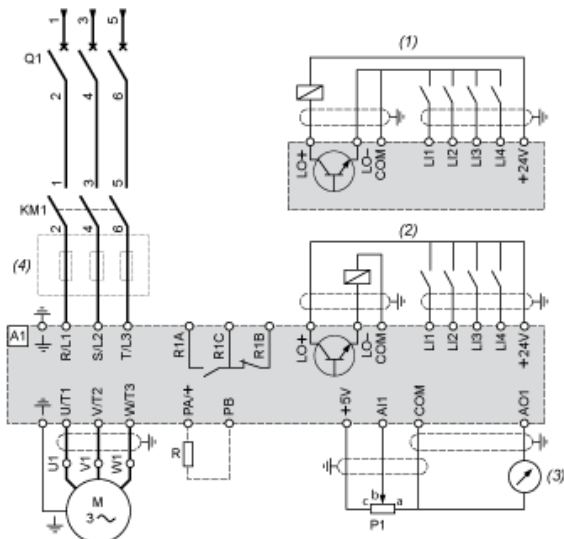 1 3 5
Q1
2 4 6
1 3 5
KM1
2 4 6
(4)
(1)
LO+ LO- COM LI1 LI2 LI3 LI4 +24V
(2)
A1
R/L1 S/L2 T/L3 R1A R1C R1B LO+ LO- COM LI1 LI2 LI3 LI4 +24V
U/T1 V/T2 W/T3 PA/+ PB +5V AI1 COM AO1
U1 V1 W1
R
(3)
M
3
c b a
P1